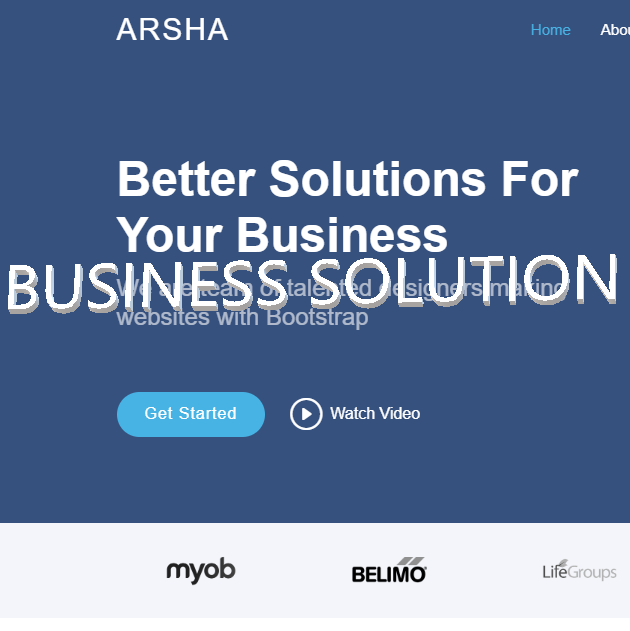 ARSHA
Home Abou
Better Solutions For
Your Business
BUSINESS SOLUTION
We are team of talented designers making
websites with Bootstrap
Get Started Watch Video
myob BELIMO LifeGroups